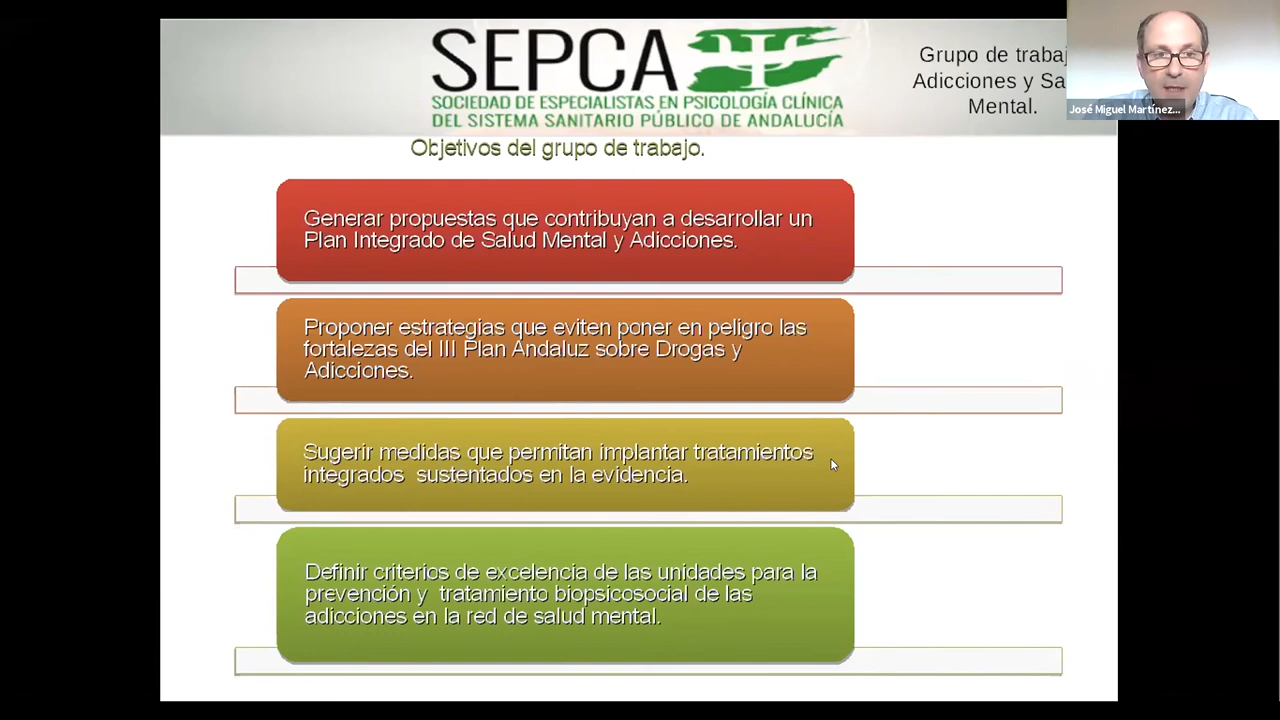 SEPCA
SOCIEDAD DE ESPECIALISTAS EN PSICOLOGÍA CLÍNICA
DEL SISTEMA SANITARIO PÚBLICO DE ANDALUCÍA
Grupo de trabaj
Adicciones y Sa
Mental.
José Miguel Martínez...
Objetivos del grupo de trabajo.
Generar propuestas que contribuyan a desarrollar un
Plan Integrado de Salud Mental y Adicciones.
Proponer estrategias que eviten poner en peligro las
fortalezas del III Plan Andaluz sobre Drogas y
Adicciones.
Sugerir medidas que permitan implantar tratamientos
integrados sustentados en la evidencia.
Definir criterios de excelencia de las unidades para la
prevención y tratamiento biopsicosocial de las
adicciones en la red de salud mental.